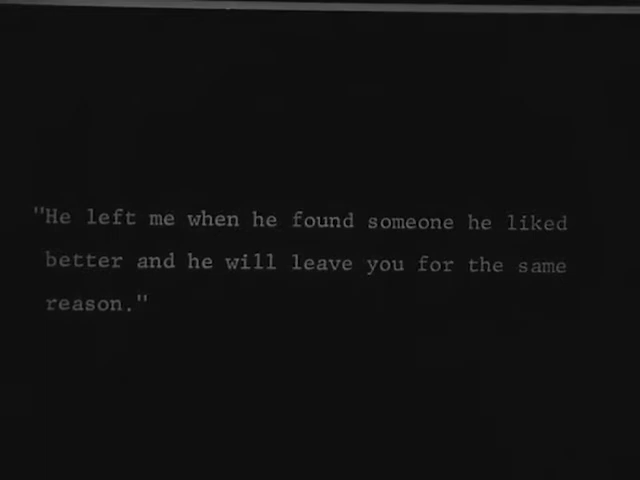 "He left me when he found someone he liked
better and he will leave you for the same
reason."